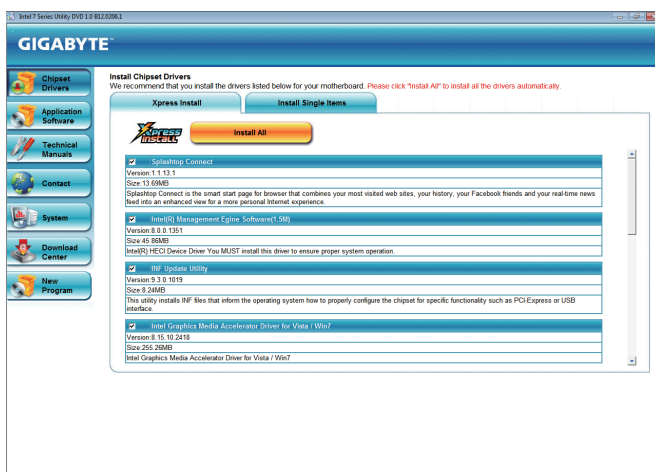 Intel 7 Series Utility DVD 1.0 B12.0206.1
GIGABYTE™
Chipset
Drivers
Application
Software
Technical
Manuals
Contact
System
Download
Center
New
Program
Install Chipset Drivers
We recommend that you install the drivers listed below for your motherboard. Please click "Install All" to install all the drivers automatically.
Xpress Install
Install Single Items
Xpress
Install
Install All
Splashtop Connect
Version:1.1.13.1
Size:13.69MB
Splashtop Connect is the smart start page for browser that combines your most visited web sites, your history, your Facebook friends and your real-time news
feed into an enhanced view for a more personal Internet experience.
Intel(R) Management Egine Software(1.5M)
Version:8.0.0.1351
Size:45.86MB
Intel(R) HECI Device Driver You MUST install this driver to ensure proper system operation.
INF Update Utility
Version:9.3.0.1019
Size:8.24MB
This utility installs INF files that inform the operating system how to properly configure the chipset for specific functionality such as PCI-Express or USB
interface.
Intel Graphics Media Accelerator Driver for Vista / Win7
Version:8.15.10.2418
Size:255.26MB
Intel Graphics Media Accelerator Driver for Vista / Win7